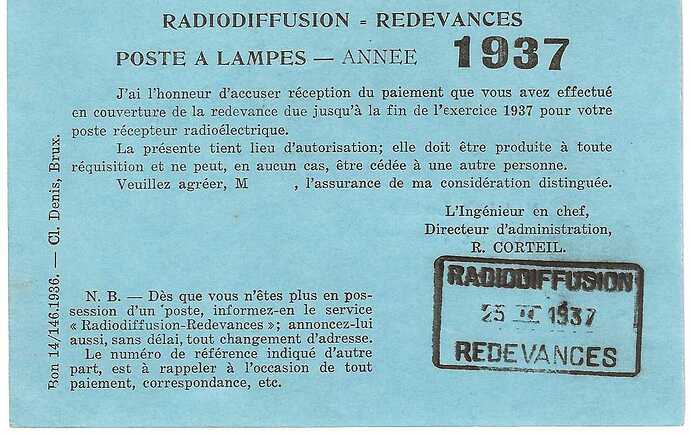 RADIODIFFUSION = REDEVANCES
POSTE A LAMPES — ANNEE 1937
J'ai l'honneur d'accuser réception du paiement que vous avez effectué
en couverture de la redevance due jusqu'à la fin de l'exercice 1937 pour votre
poste récepteur radioélectrique.
La présente tient lieu d'autorisation; elle doit être produite à toute
réquisition et ne peut, en aucun cas, être cédée à une autre personne.
Veuillez agréer, M , l'assurance de ma considération distinguée.
L'Ingénieur en chef,
Directeur d'administration,
R. CORTEIL.
RADIODIFFUSION
25 II 1937
REDEVANCES
N. B. — Dès que vous n'êtes plus en pos-
session d'un poste, informez-en le service
« Radiodiffusion-Redevances »; annoncez-lui
aussi, sans délai, tout changement d'adresse.
Le numéro de référence indiqué d'autre
part, est à rappeler à l'occasion de tout
paiement, correspondance, etc.
Bon 14/146.1936. — Cl. Denis, Brux.